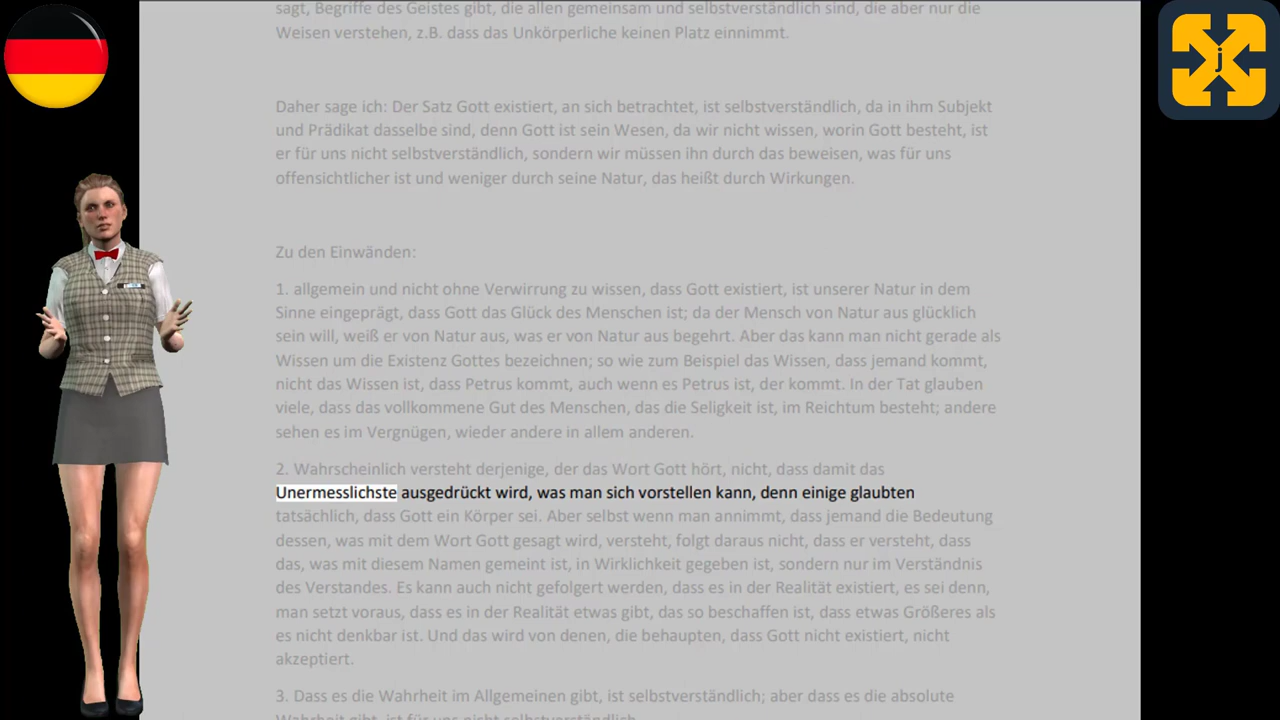 sagt, Begriffe des Geistes gibt, die allen gemeinsam und selbstverständlich sind, die aber nur die
Weisen verstehen, z.B. dass das Unkörperliche keinen Platz einnimmt.
Daher sage ich: Der Satz Gott existiert, an sich betrachtet, ist selbstverständlich, da in ihm Subjekt
und Prädikat dasselbe sind, denn Gott ist sein Wesen, da wir nicht wissen, worin Gott besteht, ist
er für uns nicht selbstverständlich, sondern wir müssen ihn durch das beweisen, was für uns
offensichtlicher ist und weniger durch seine Natur, das heißt durch Wirkungen.
Zu den Einwänden:
1. allgemein und nicht ohne Verwirrung zu wissen, dass Gott existiert, ist unserer Natur in dem
Sinne eingeprägt, dass Gott das Glück des Menschen ist; da der Mensch von Natur aus glücklich
sein will, weiß er von Natur aus, was er von Natur aus begehrt. Aber das kann man nicht gerade als
Wissen um die Existenz Gottes bezeichnen; so wie zum Beispiel das Wissen, dass jemand kommt,
nicht das Wissen ist, dass Petrus kommt, auch wenn es Petrus ist, der kommt. In der Tat glauben
viele, dass das vollkommene Gut des Menschen, das die Seligkeit ist, im Reichtum besteht; andere
sehen es im Vergnügen, wieder andere in allem anderen.
2. Wahrscheinlich versteht derjenige, der das Wort Gott hört, nicht, dass damit das
Unermesslichste ausgedrückt wird, was man sich vorstellen kann, denn einige glaubten
tatsächlich, dass Gott ein Körper sei. Aber selbst wenn man annimmt, dass jemand die Bedeutung
dessen, was mit dem Wort Gott gesagt wird, versteht, folgt daraus nicht, dass er versteht, dass
das, was mit diesem Namen gemeint ist, in Wirklichkeit gegeben ist, sondern nur im Verständnis
des Verstandes. Es kann auch nicht gefolgert werden, dass es in der Realität existiert, es sei denn,
man setzt voraus, dass es in der Realität etwas gibt, das so beschaffen ist, dass etwas Größeres als
es nicht denkbar ist. Und das wird von denen, die behaupten, dass Gott nicht existiert, nicht
akzeptiert.
3. Dass es die Wahrheit im Allgemeinen gibt, ist selbstverständlich; aber dass es die absolute
Wahrheit gibt, ist für uns nicht selbstverständlich.
j